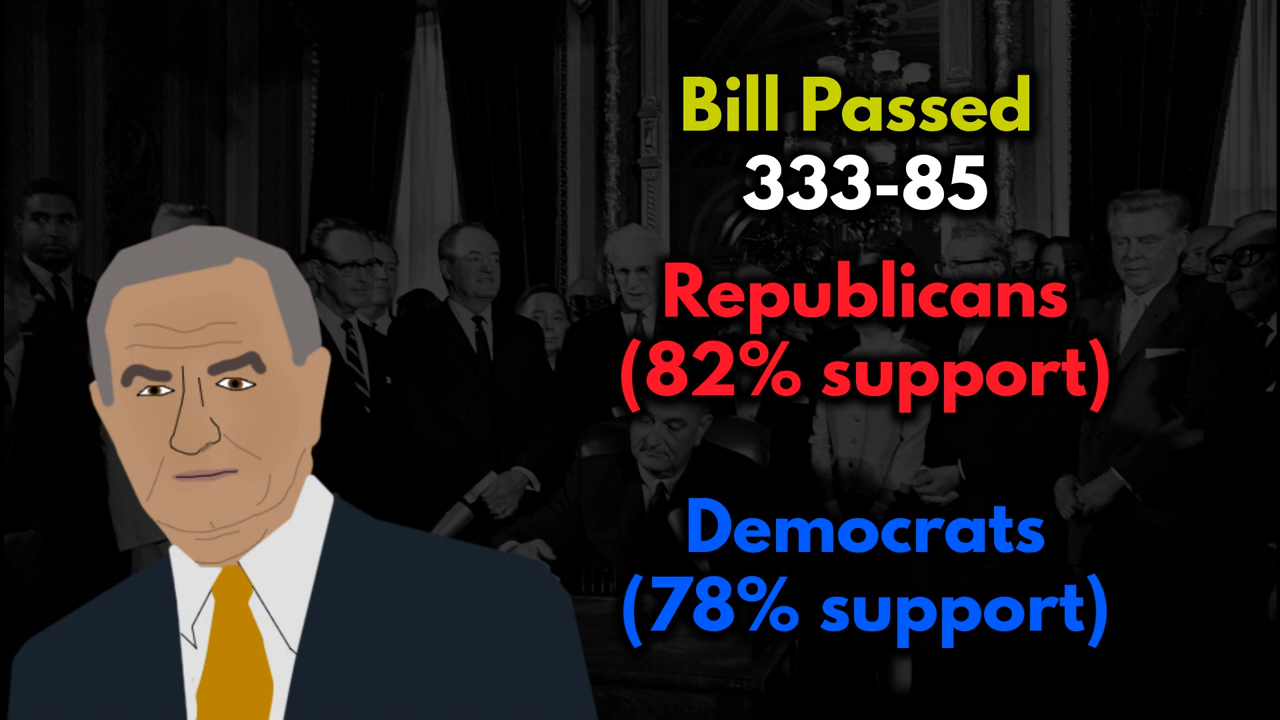 Bill Passed
333-85
Republicans
(82% support)
Democrats
(78% support)